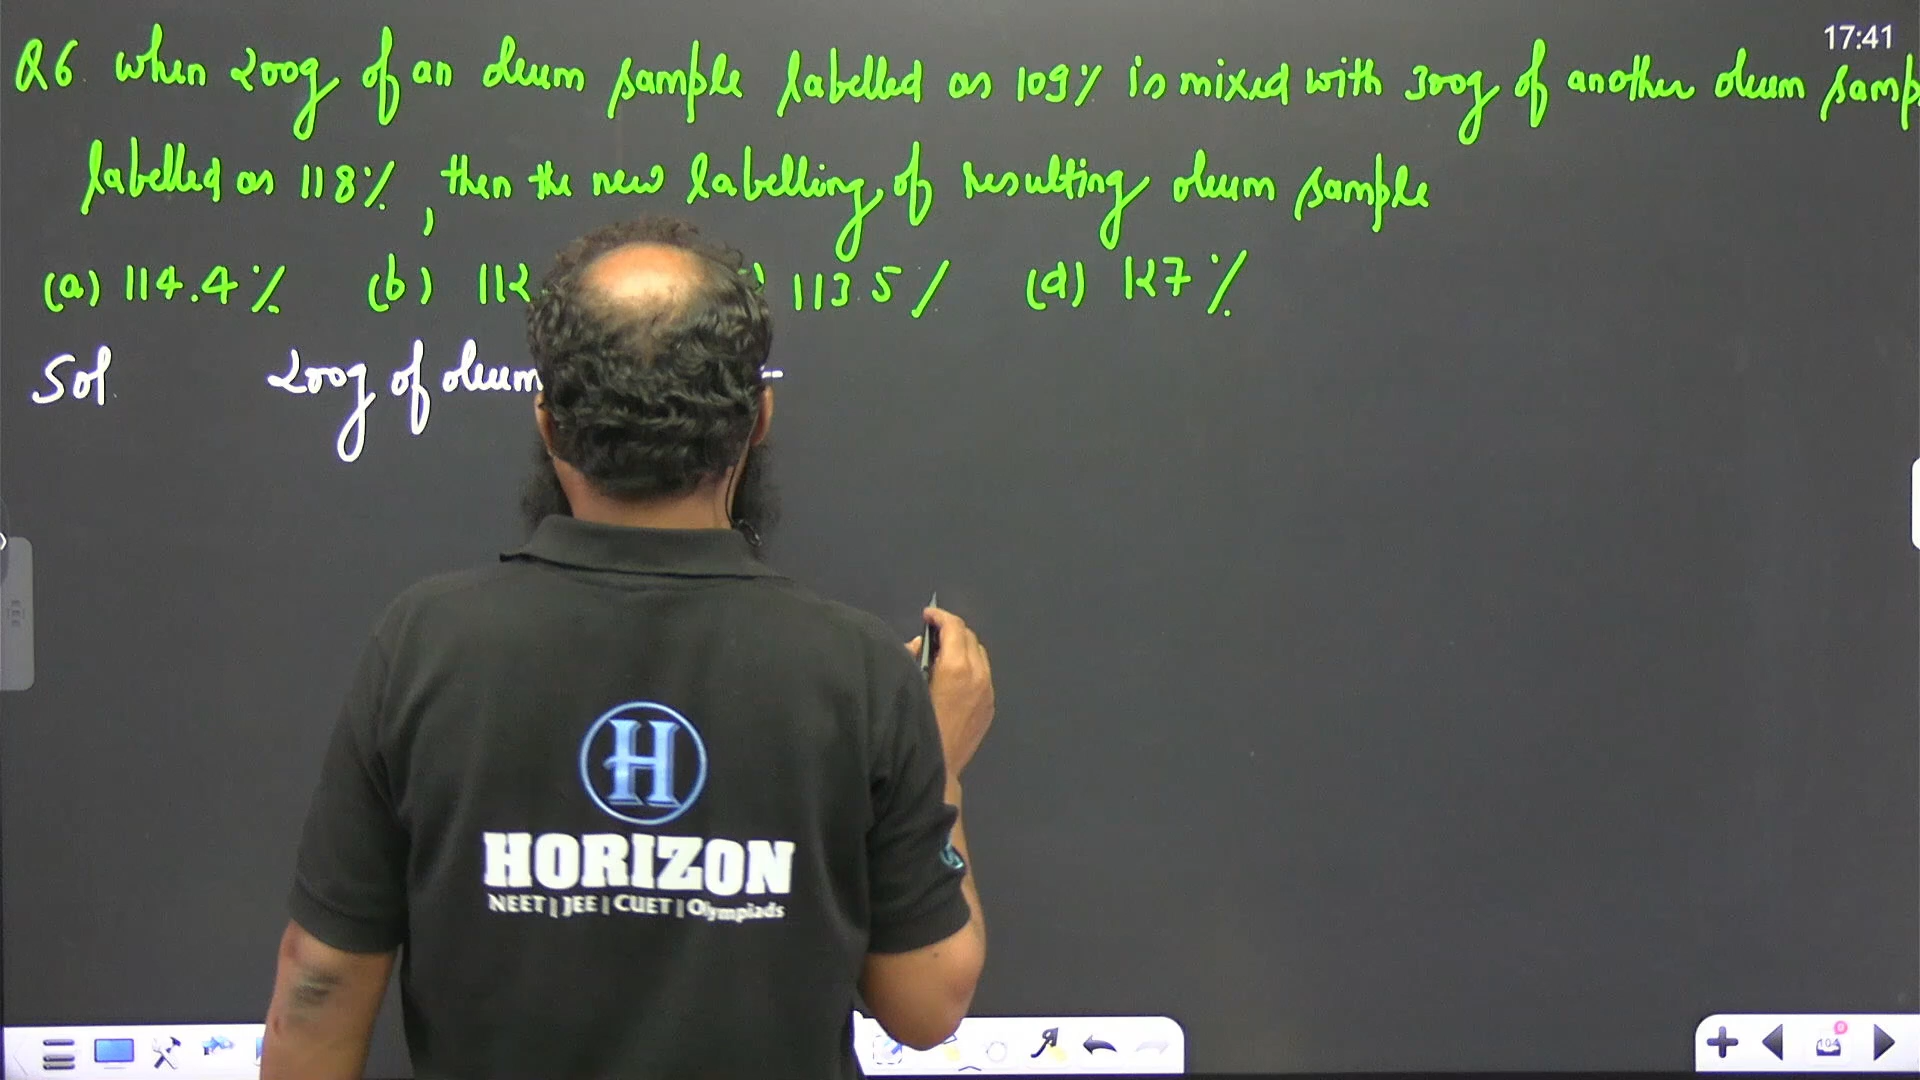 17:41
Q6 when 200g of an oleum sample labelled as 109% is mixed with 300g of another oleum samp
labelled as 118%, then the new labelling of resulting oleum sample
(a) 114.4% (b) 112. 113.5% (d) 127%
Sol. 200g of oleum
H
HORIZON
NEET | JEE | CUET | Olympiads
104